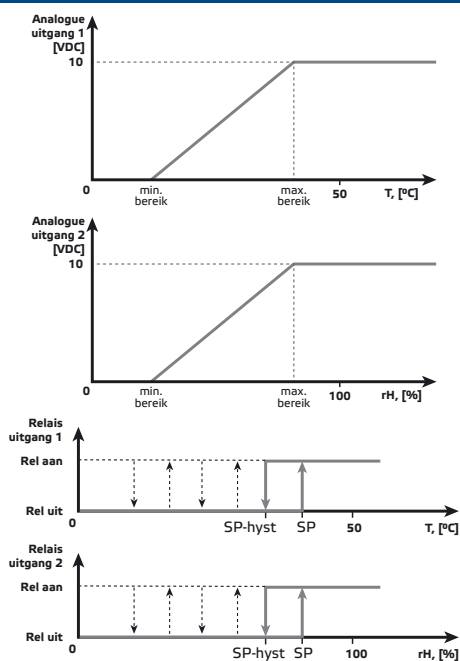 Analogue
uitgang 1
[VDC]
10
0
min.
bereik
max.
bereik
50
T, [ºC]
Analogue
uitgang 2
[VDC]
10
0
min.
bereik
max.
bereik
100
rH, [%]
Relais
uitgang 1
Rel aan
Rel uit
0
SP-hyst
SP
50
T, [ºC]
Relais
uitgang 2
Rel aan
Rel uit
0
SP-hyst
SP
100
rH, [%]